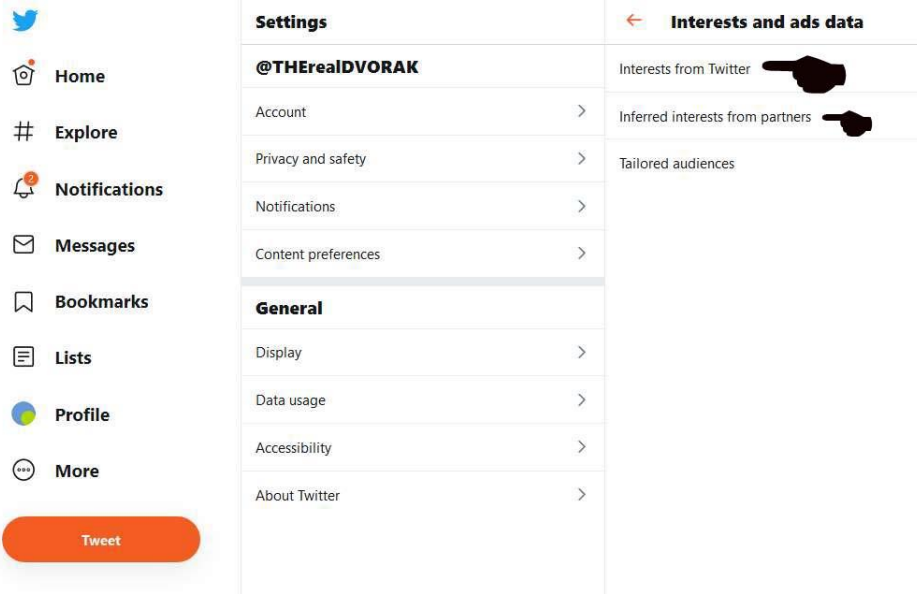 Home
Explore
2
Notifications
Messages
Bookmarks
Lists
Profile
More
Tweet
Settings
@THErealDVORAK
Account
Privacy and safety
Notifications
Content preferences
General
Display
Data usage
Accessibility
About Twitter
Interests and ads data
Interests from Twitter
Inferred interests from partners
Tailored audiences